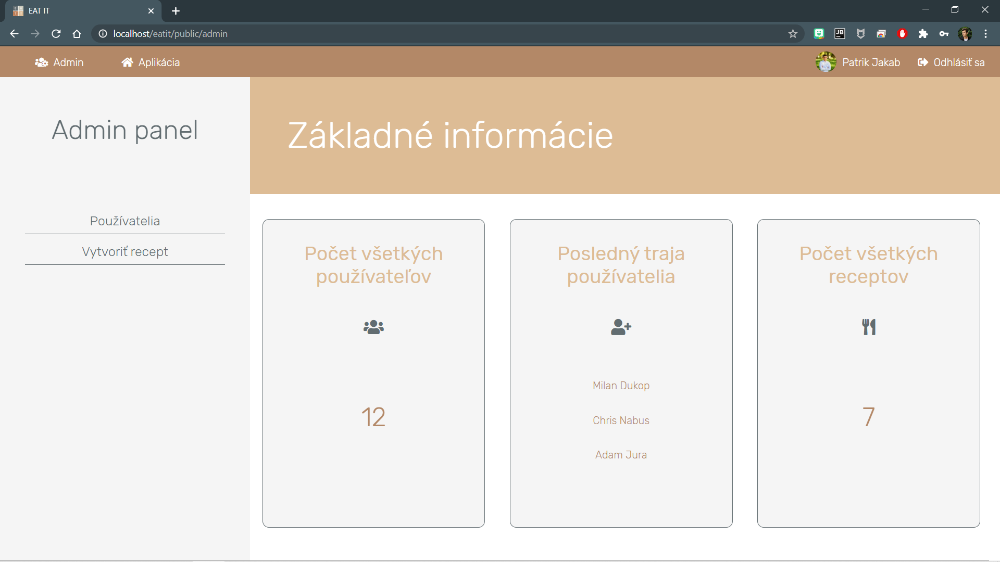 EAT IT
localhost/eatit/public/admin
JB
Admin
Aplikácia
Patrik Jakab
Odhlásiť sa
Admin panel
Používatelia
Vytvoriť recept
Základné informácie
Počet všetkých
používateľov
12
Posledný traja
používatelia
Milan Dukop
Chris Nabus
Adam Jura
Počet všetkých
receptov
7